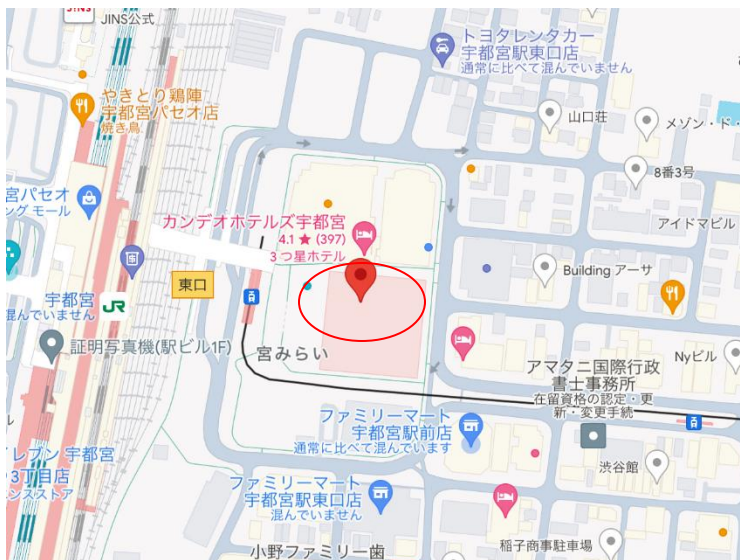 JINS
JINS公式
トヨタレンタカー
宇都宮駅東口店
通常に比べて混んでいません
やきとり鶏陣
宇都宮パセオ店
焼き鳥
山口荘
メゾン・ド・
8番3号
宮パセオ
ング モール
カンデオホテルズ宇都宮
4.1 ★ (397)
3 つ星ホテル
アイドマビル
Building アーサ
東口
宇都宮
混んでいません
JR
証明写真機(駅ビル1F)
宮みらい
Nyビル
アマタニ国際行政
書士事務所
在留資格の認定・更
新・変更手続
ファミリーマート
宇都宮駅前店
通常に比べて混んでいます
イレブン 宇都宮
3丁目店
ンスストア
渋谷館
ファミリーマート
宇都宮駅東口店
混んでいません
稲子商事駐車場
小野ファミリー歯